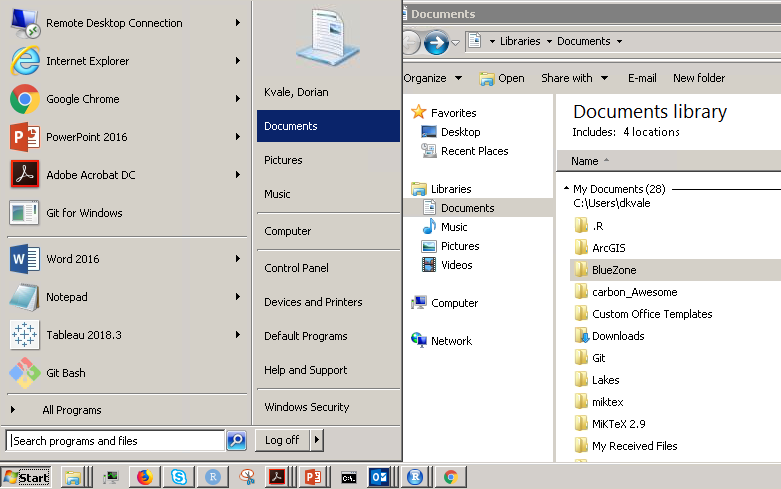 Remote Desktop Connection
Internet Explorer
Google Chrome
PowerPoint 2016
Adobe Acrobat DC
Git for Windows
Word 2016
Notepad
Tableau 2018.3
Git Bash
All Programs
Search programs and files
Kvale, Dorian
Documents
Pictures
Music
Computer
Control Panel
Devices and Printers
Default Programs
Help and Support
Windows Security
Log off
Start
Documents
Libraries Documents
Organize Open Share with E-mail New folder
Favorites
Desktop
Recent Places
Libraries
Documents
Music
Pictures
Videos
Computer
Network
Documents library
Includes: 4 locations
Name
My Documents (28)
C:\Users\dkvale
.R
ArcGIS
BlueZone
carbon_Awesome
Custom Office Templates
Downloads
Git
Lakes
miktex
MiKTeX 2.9
My Received Files